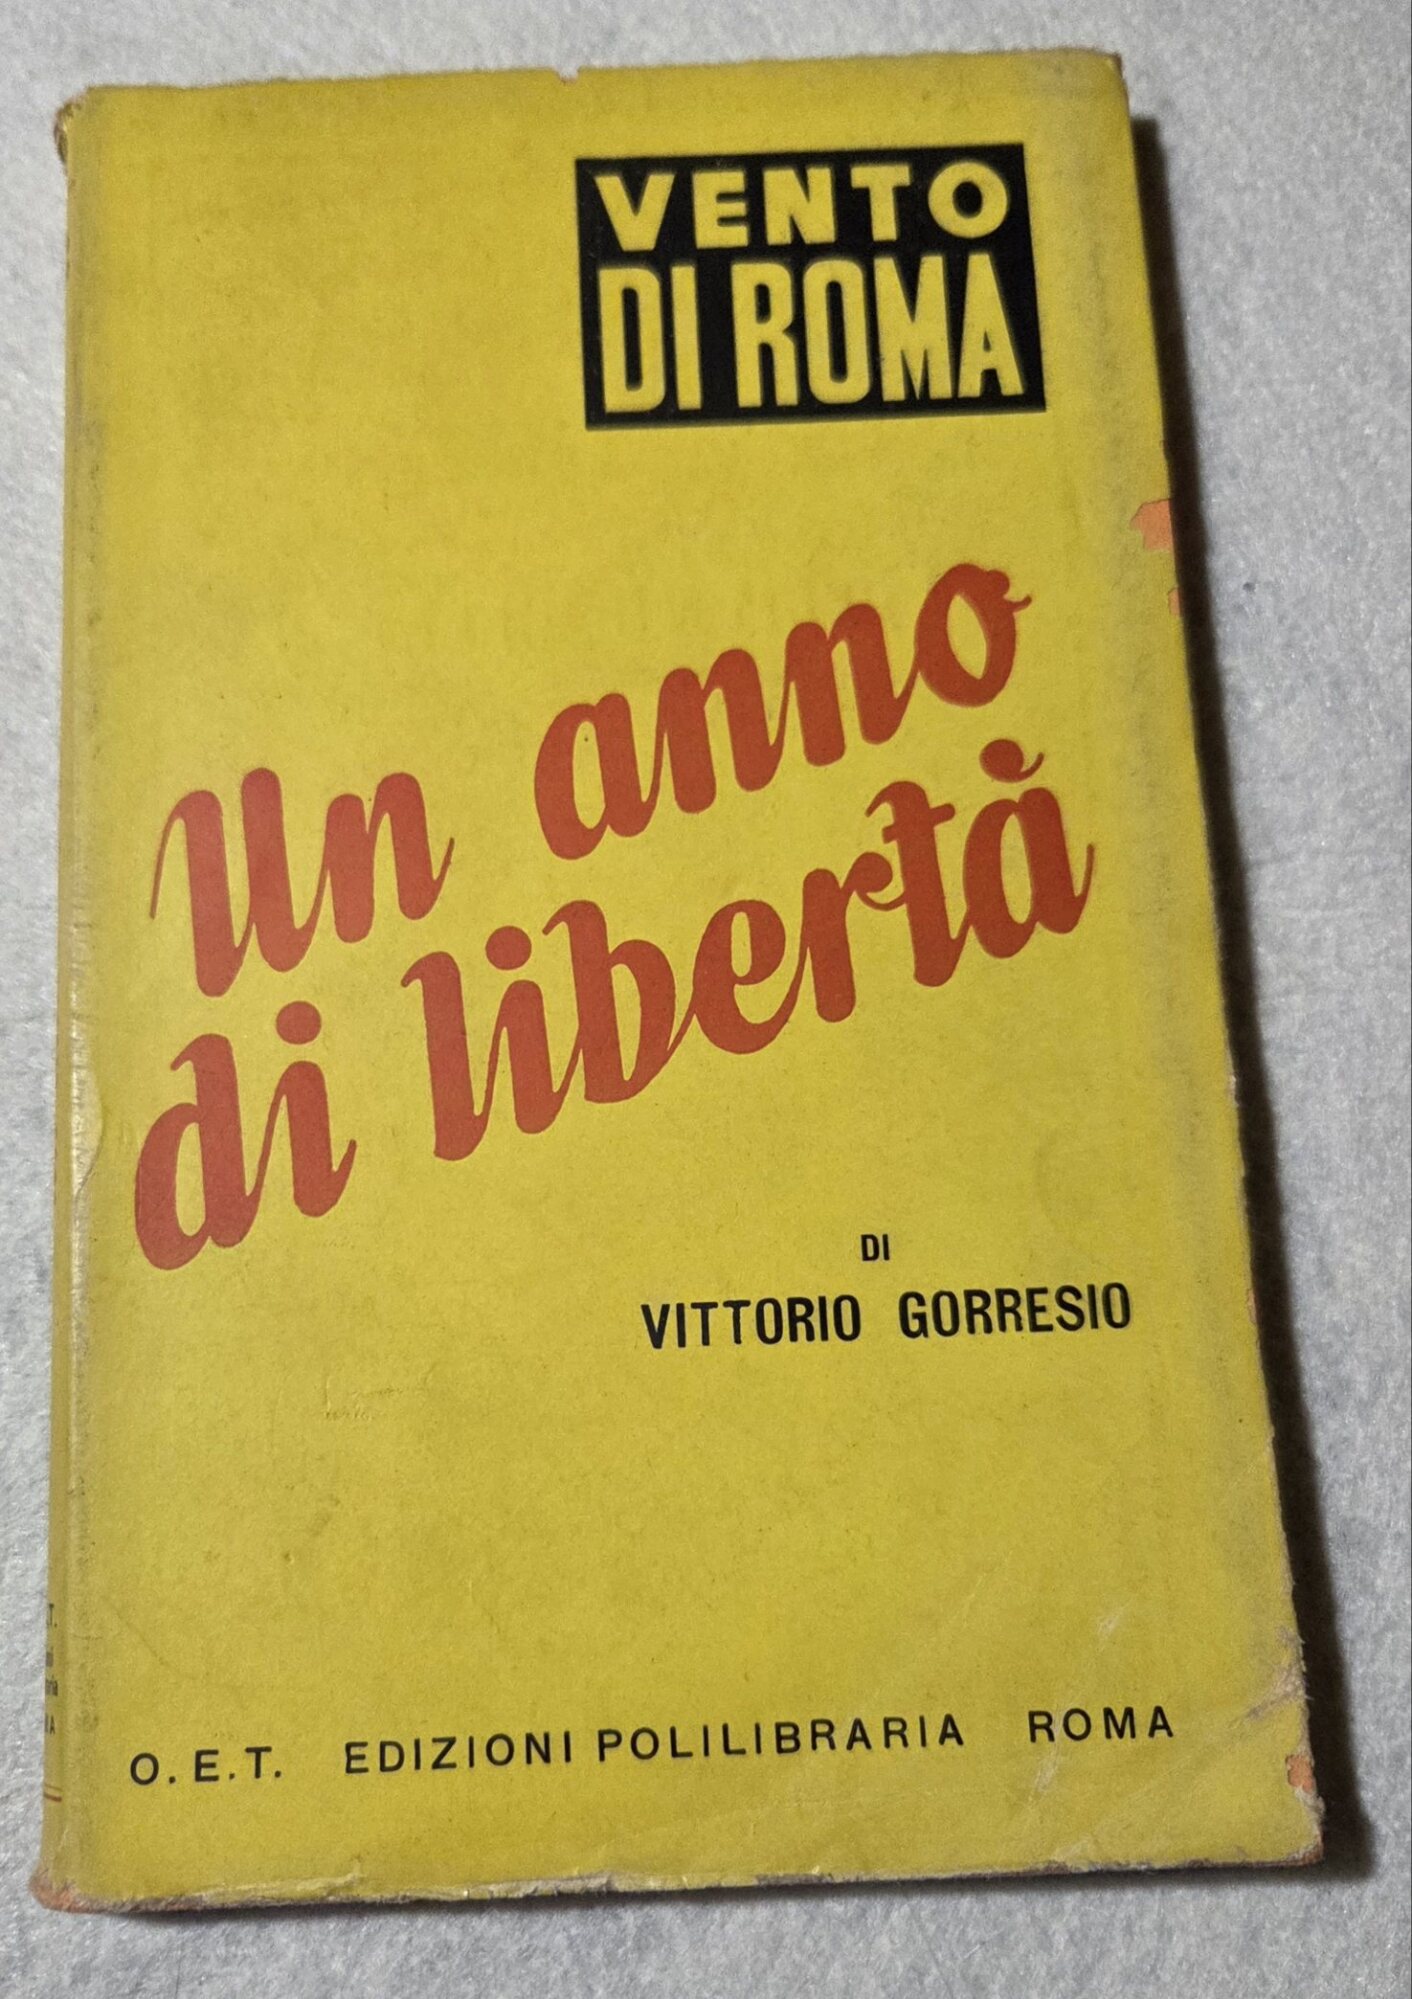 VENTO
DI ROMA
Un anno
di libertà
DI
VITTORIO GORRESIO
O.E.T. EDIZIONI POLILIBRARIA ROMA